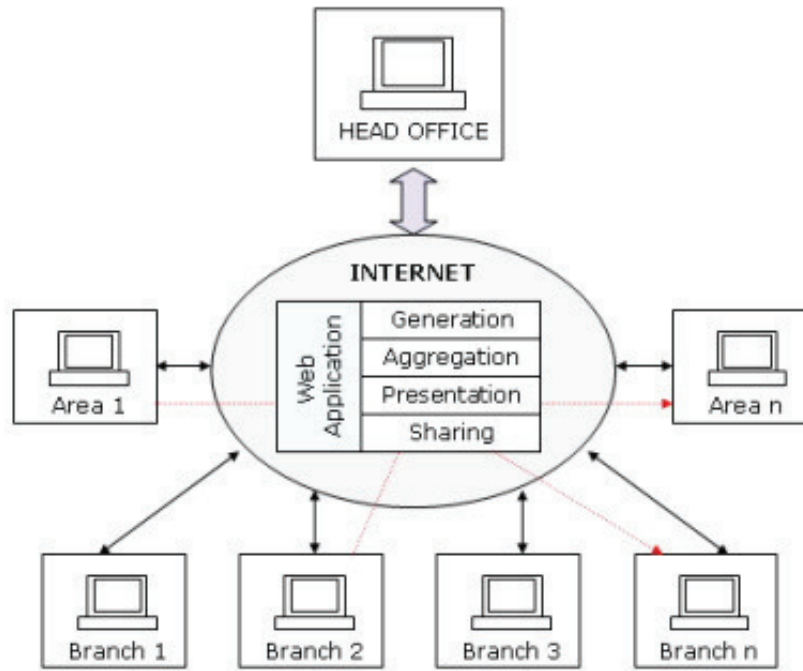 HEAD OFFICE
INTERNET
Web
Application
Generation
Aggregation
Presentation
Sharing
Area 1
Area n
Branch 1
Branch 2
Branch 3
Branch n